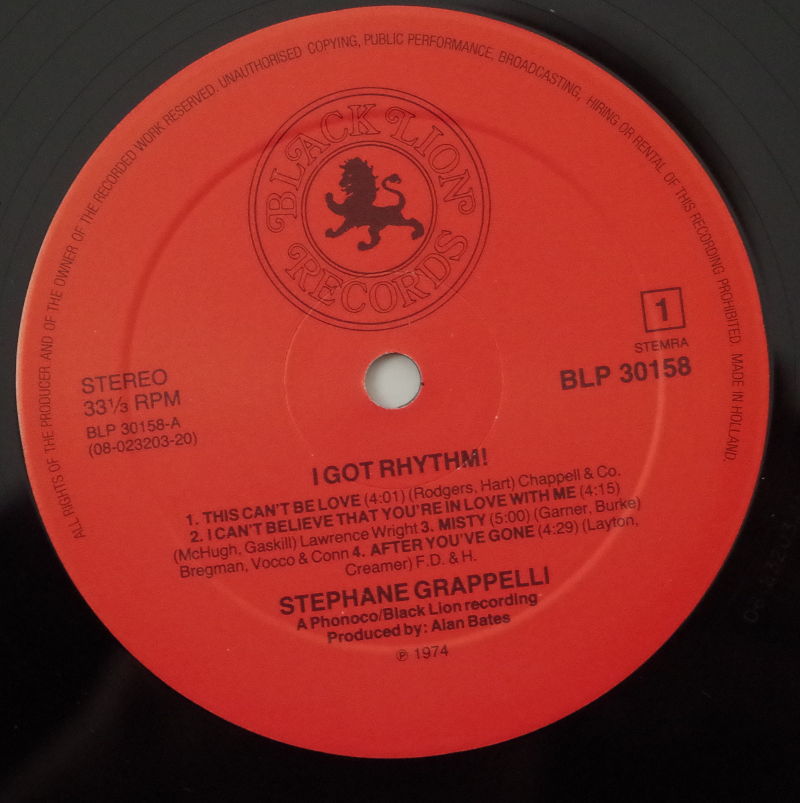 ALL RIGHTS OF THE PRODUCER AND OF THE OWNER OF THE RECORDED WORK RESERVED. UNAUTHORISED COPYING, PUBLIC PERFORMANCE, BROADCASTING, HIRING OR RENTAL OF THIS RECORDING PROHIBITED. MADE IN HOLLAND.
BLACK LION
RECORDS
1
STEMRA
BLP 30158
STEREO
33⅓ RPM
BLP 30158-A
(08-023203-20)
I GOT RHYTHM!
1. THIS CAN'T BE LOVE (4:01) (Rodgers, Hart) Chappell & Co.
2. I CAN'T BELIEVE THAT YOU'RE IN LOVE WITH ME (4:15)
(McHugh, Gaskill) Lawrence Wright 3. MISTY (5:00) (Garner, Burke)
Bregman, Vocco & Conn 4. AFTER YOU'VE GONE (4:29) (Layton,
Creamer) F.D. & H.
STEPHANE GRAPPELLI
A Phonoco/Black Lion recording
Produced by: Alan Bates
℗ 1974